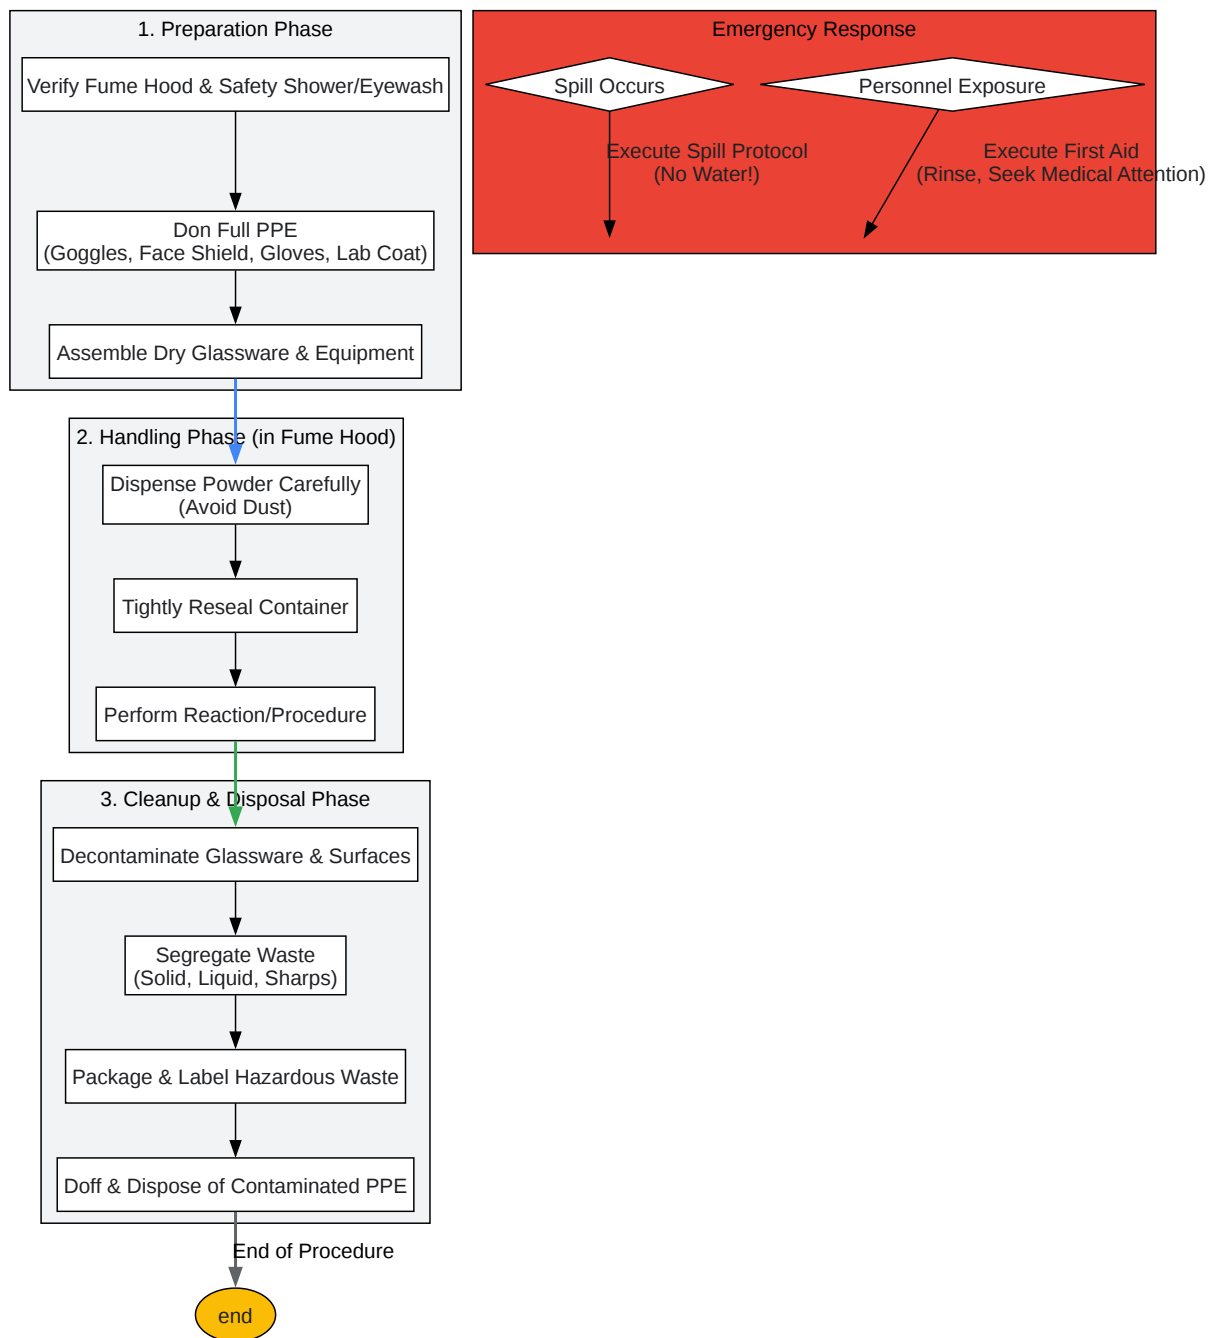 1. Preparation Phase
Verify Fume Hood & Safety Shower/Eyewash
Don Full PPE
(Goggles, Face Shield, Gloves, Lab Coat)
Assemble Dry Glassware & Equipment
2. Handling Phase (in Fume Hood)
Dispense Powder Carefully
(Avoid Dust)
Tightly Reseal Container
Perform Reaction/Procedure
3. Cleanup & Disposal Phase
Decontaminate Glassware & Surfaces
Segregate Waste
(Solid, Liquid, Sharps)
Package & Label Hazardous Waste
Doff & Dispose of Contaminated PPE
End of Procedure
end
Emergency Response
Spill Occurs
Execute Spill Protocol
(No Water!)
Personnel Exposure
Execute First Aid
(Rinse, Seek Medical Attention)